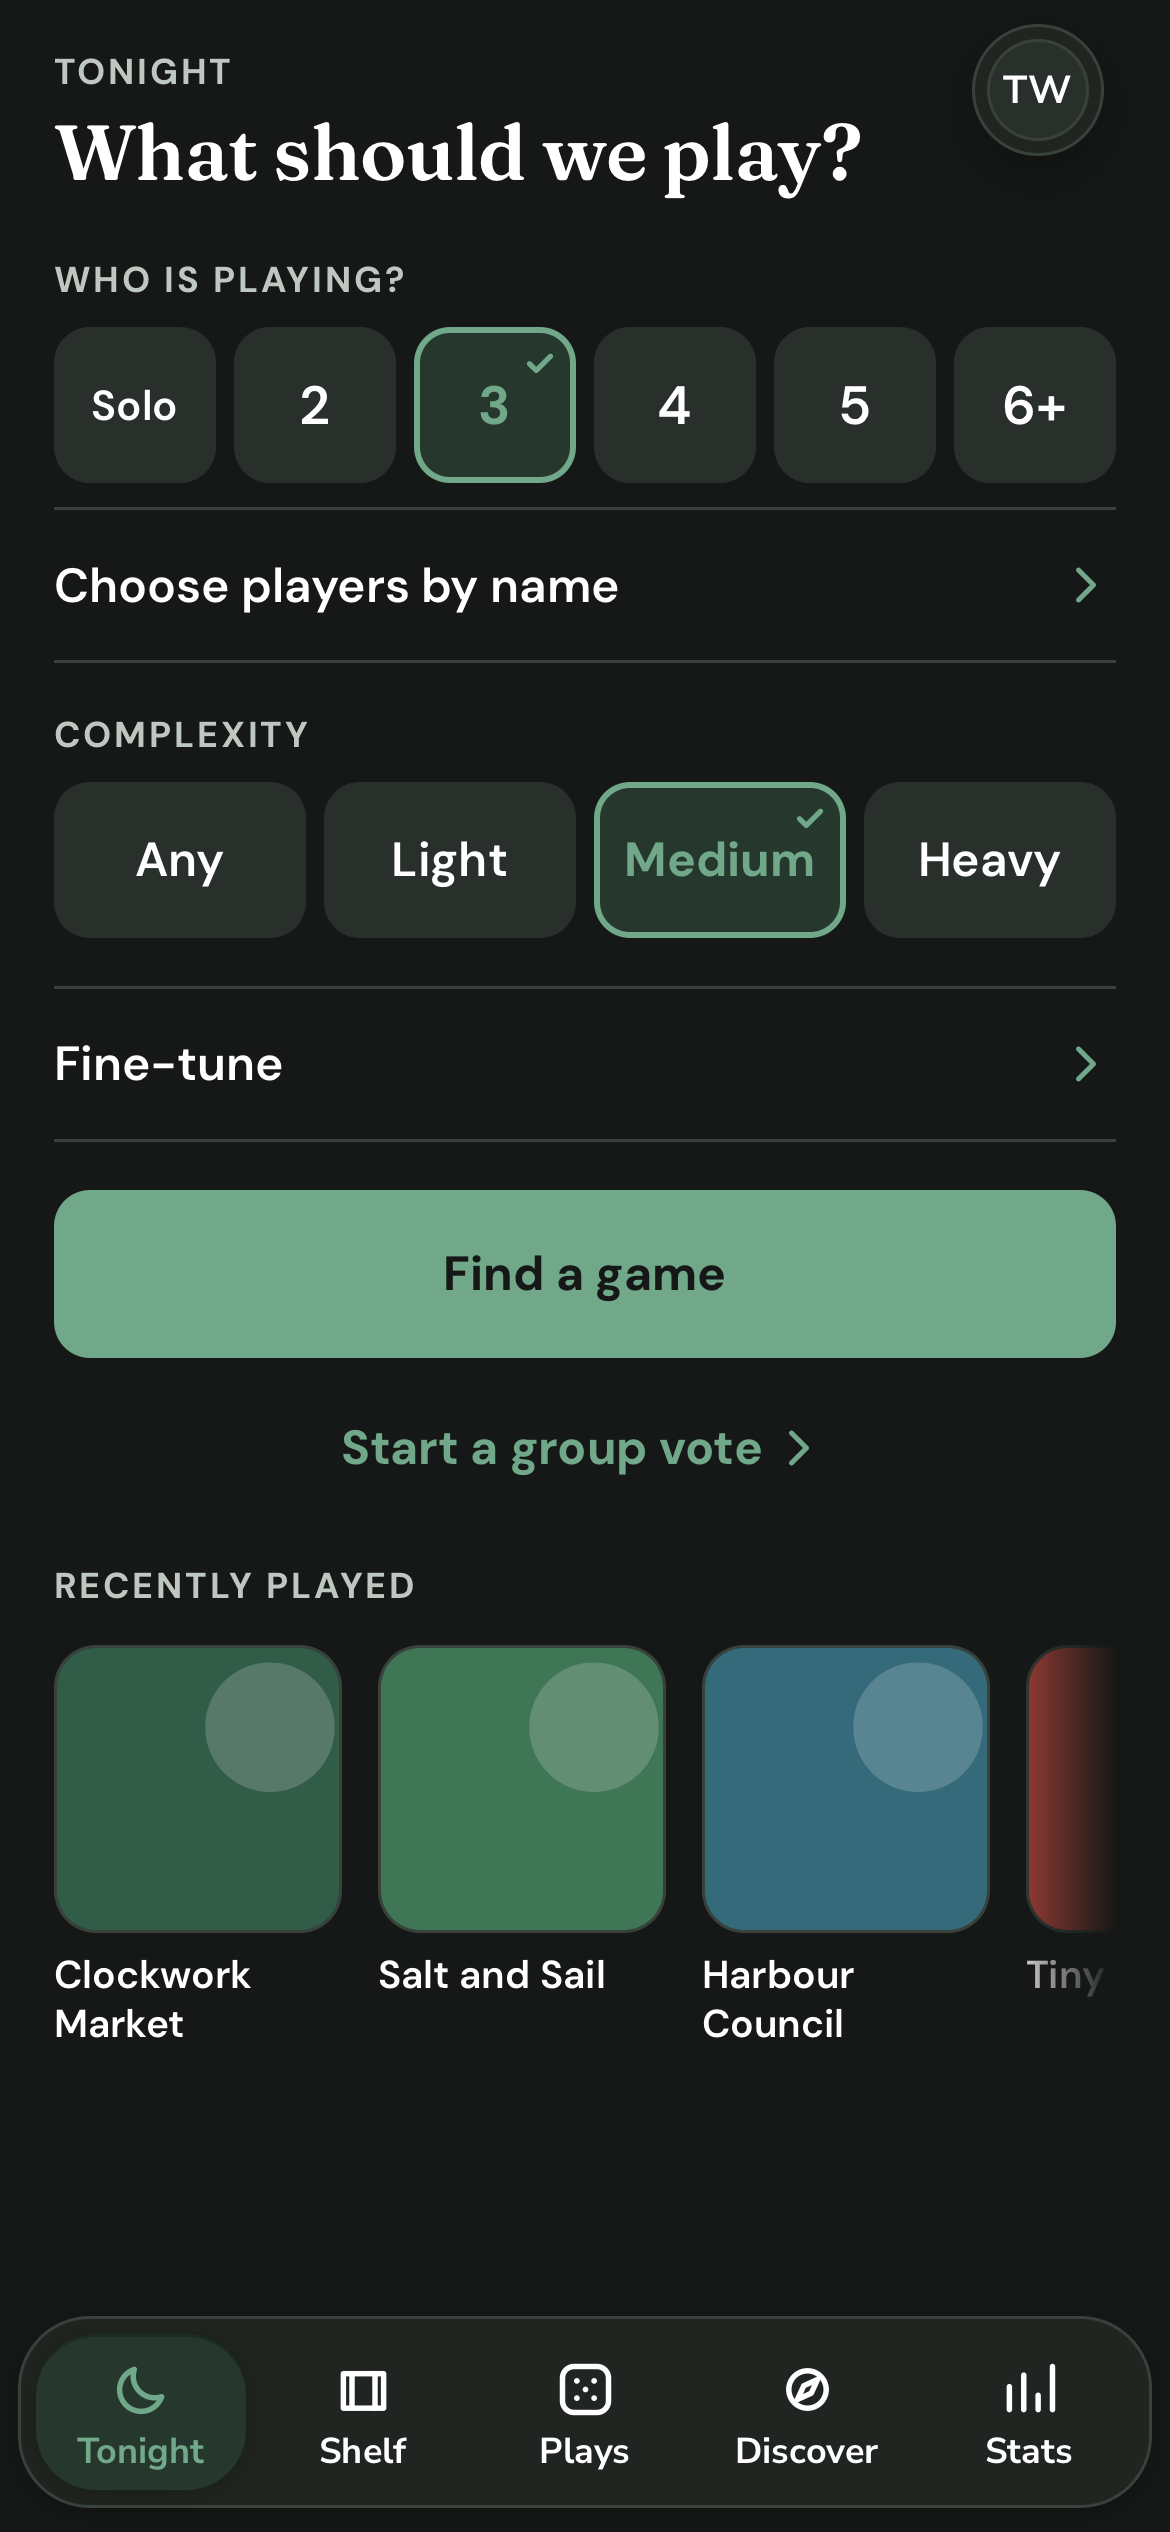 TONIGHT
TW
What should we play?
WHO IS PLAYING?
Solo
2
3
4
5
6+
Choose players by name
COMPLEXITY
Any
Light
Medium
Heavy
Fine-tune
Find a game
Start a group vote
RECENTLY PLAYED
Clockwork
Market
Salt and Sail
Harbour
Council
Tiny
Tonight
Shelf
Plays
Discover
Stats